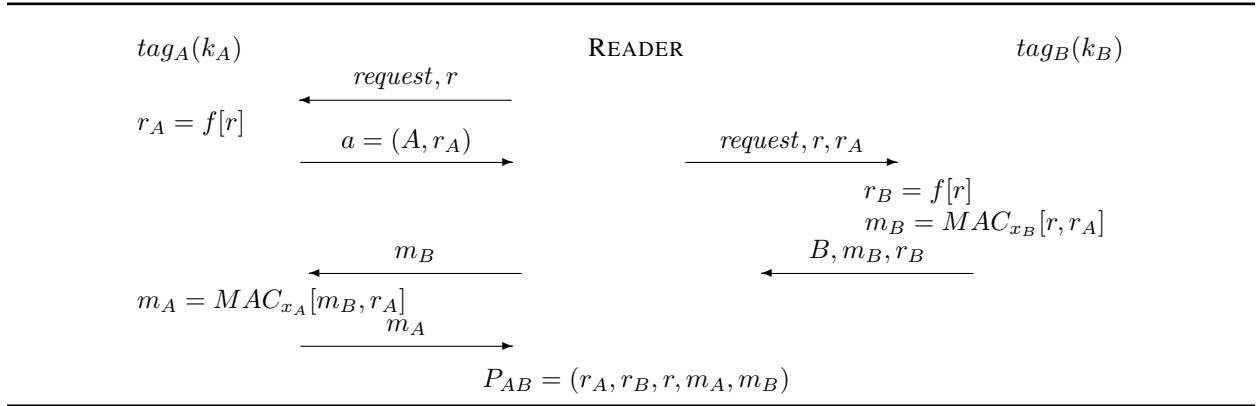 tag_A(k_A) READER tag_B(k_B)
request, r
r_A = f[r]
a = (A, r_A) request, r, r_A
r_B = f[r]
m_B = MAC_{x_B}[r, r_A]
m_B B, m_B, r_B
m_A = MAC_{x_A}[m_B, r_A]
m_A
P_{AB} = (r_A, r_B, r, m_A, m_B)